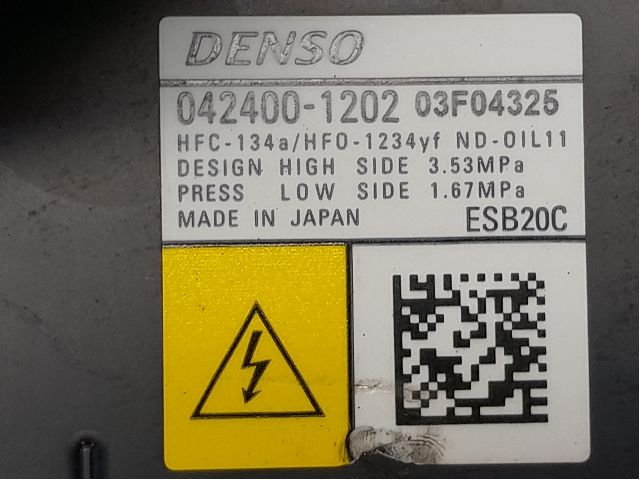 DENSO
042400-1202 03F04325
HFC-134a/HFO-1234yf ND-OIL11
DESIGN HIGH SIDE 3.53MPa
PRESS LOW SIDE 1.67MPa
MADE IN JAPAN ESB20C